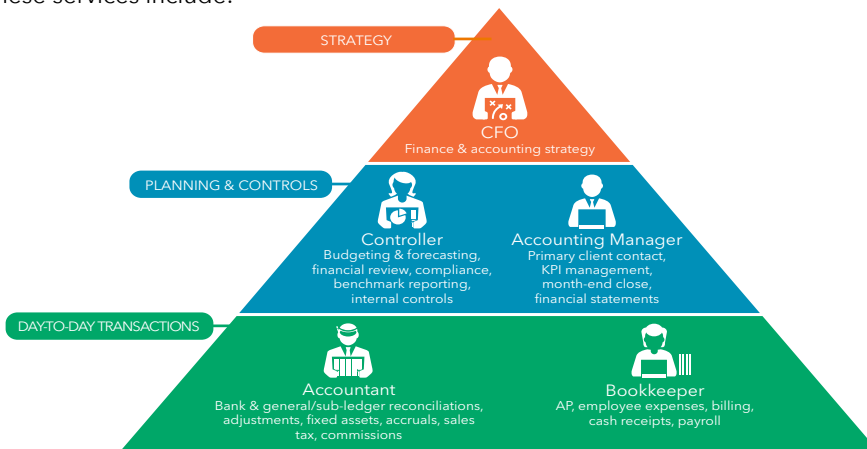 hese services include:
STRATEGY
CFO
Finance & accounting strategy
PLANNING & CONTROLS
Controller
Budgeting & forecasting,
financial review, compliance,
benchmark reporting,
internal controls
Accounting Manager
Primary client contact,
KPI management,
month-end close,
financial statements
DAY-TO-DAY TRANSACTIONS
Accountant
Bank & general/sub-ledger reconciliations,
adjustments, fixed assets, accruals, sales
tax, commissions
Bookkeeper
AP, employee expenses, billing,
cash receipts, payroll